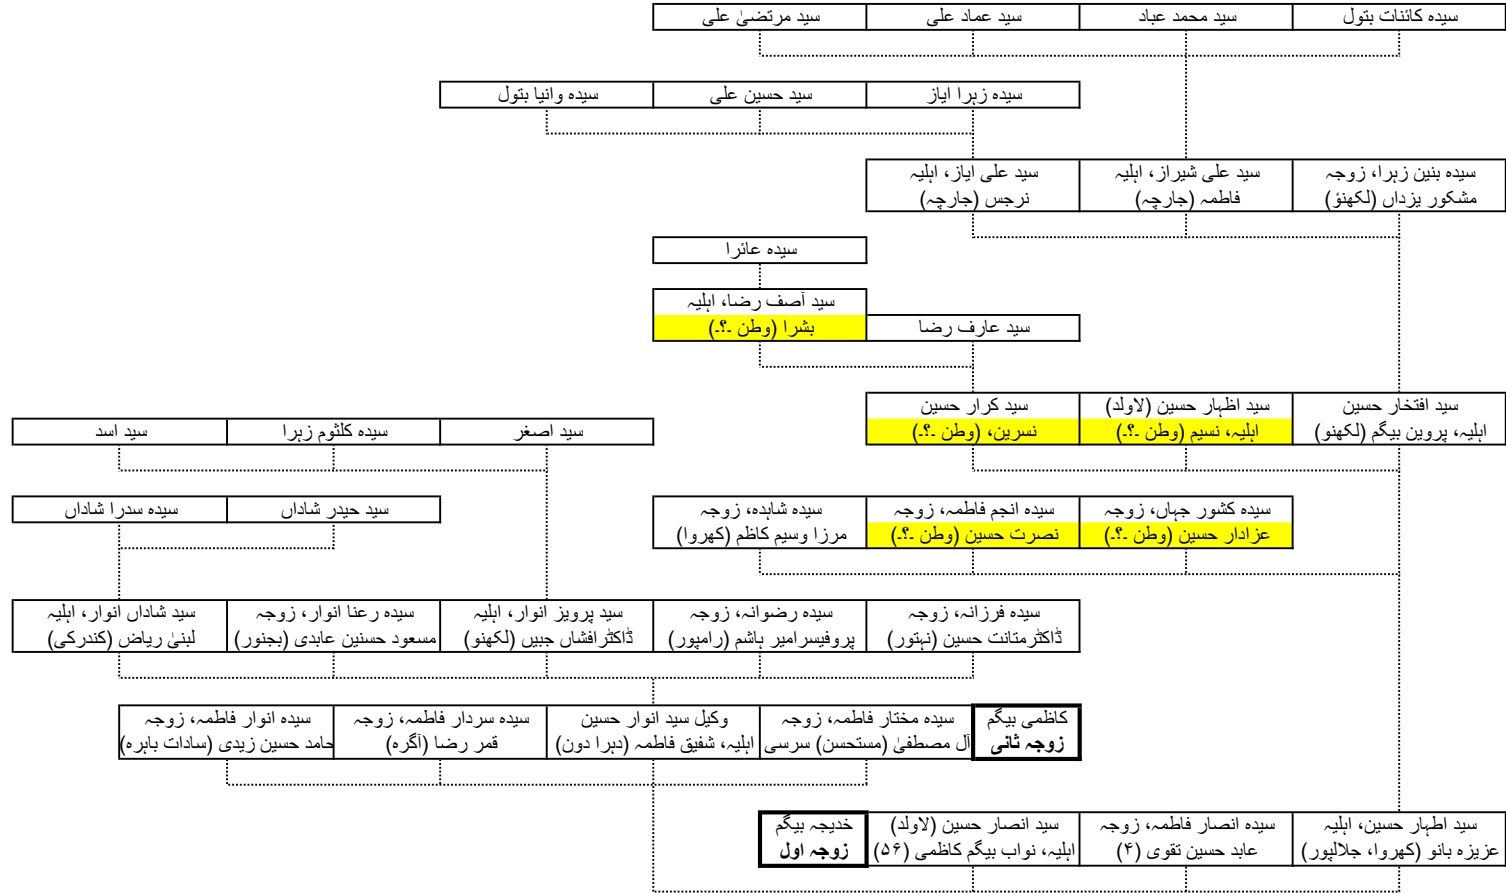 سیدہ کائنات بتول
سید محمد عباد
سید عماد علی
سید مرتضیٰ علی
سیدہ زہرا ایاز
سید حسین علی
سیدہ وانیا بتول
سیدہ بنین زہرا، زوجہ
مشکور یزداں (لکھنؤ)
سید علی شیراز، اہلیہ
فاطمہ (جارچہ)
سید علی ایاز، اہلیہ
نرجس (جارچہ)
سیدہ عائرا
سید آصف رضا، اہلیہ
بشرا (وطن ـ؟ـ)
سید عارف رضا
سید افتخار حسین
اہلیہ، پروین بیگم (لکھنو)
سید اظہار حسین (لاولد)
اہلیہ، نسیم (وطن ـ؟ـ)
سید کرار حسین
نسرین، (وطن ـ؟ـ)
سید اصغر
سیدہ کلثوم زہرا
سید اسد
سیدہ کشور جہاں، زوجہ
عزادار حسین (وطن ـ؟ـ)
سیدہ انجم فاطمہ، زوجہ
نصرت حسین (وطن ـ؟ـ)
سیدہ شاہدہ، زوجہ
مرزا وسیم کاظم (کھروا)
سید حیدر شاداں
سیدہ سدرا شاداں
سیدہ فرزانہ، زوجہ
ڈاکٹرمتانت حسین (نہٹور)
سیدہ رضوانہ، زوجہ
پروفیسرامیر ہاشم (رامپور)
سید پرویز انوار، اہلیہ
ڈاکٹرافشاں جبیں (لکھنو)
سیدہ رعنا انوار، زوجہ
مسعود حسنین عابدی (بجنور)
سید شاداں انوار، اہلیہ
لبنیٰ ریاض (کندرکی)
کاظمی بیگم
زوجہ ثانی
سیدہ مختار فاطمہ، زوجہ
آل مصطفیٰ (مستحسن) سرسی
وکیل سید انوار حسین
اہلیہ، شفیق فاطمہ (دہرا دون)
سیدہ سردار فاطمہ، زوجہ
قمر رضا (آگرہ)
سیدہ انوار فاطمہ، زوجہ
حامد حسین زیدی (سادات باہرہ)
سید اطہار حسین، اہلیہ
عزیزہ بانو (کھروا، جلالپور)
سیدہ انصار فاطمہ، زوجہ
عابد حسین تقوی (۴)
سید انصار حسین (لاولد)
اہلیہ، نواب بیگم کاظمی (۵۶)
خدیجہ بیگم
زوجہ اول